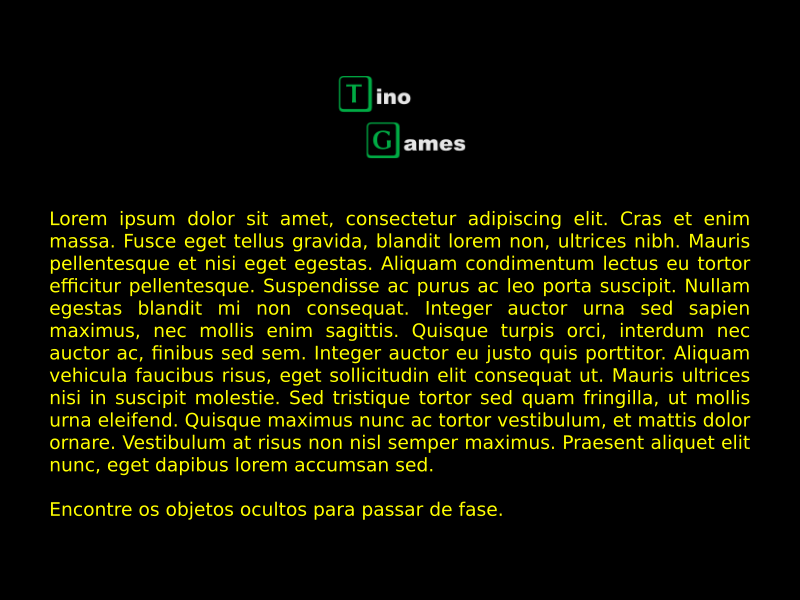 Tino
Games
Lorem ipsum dolor sit amet, consectetur adipiscing elit. Cras et enim
massa. Fusce eget tellus gravida, blandit lorem non, ultrices nibh. Mauris
pellentesque et nisi eget egestas. Aliquam condimentum lectus eu tortor
efficitur pellentesque. Suspendisse ac purus ac leo porta suscipit. Nullam
egestas blandit mi non consequat. Integer auctor urna sed sapien
maximus, nec mollis enim sagittis. Quisque turpis orci, interdum nec
auctor ac, finibus sed sem. Integer auctor eu justo quis porttitor. Aliquam
vehicula faucibus risus, eget sollicitudin elit consequat ut. Mauris ultrices
nisi in suscipit molestie. Sed tristique tortor sed quam fringilla, ut mollis
urna eleifend. Quisque maximus nunc ac tortor vestibulum, et mattis dolor
ornare. Vestibulum at risus non nisl semper maximus. Praesent aliquet elit
nunc, eget dapibus lorem accumsan sed.
Encontre os objetos ocultos para passar de fase.